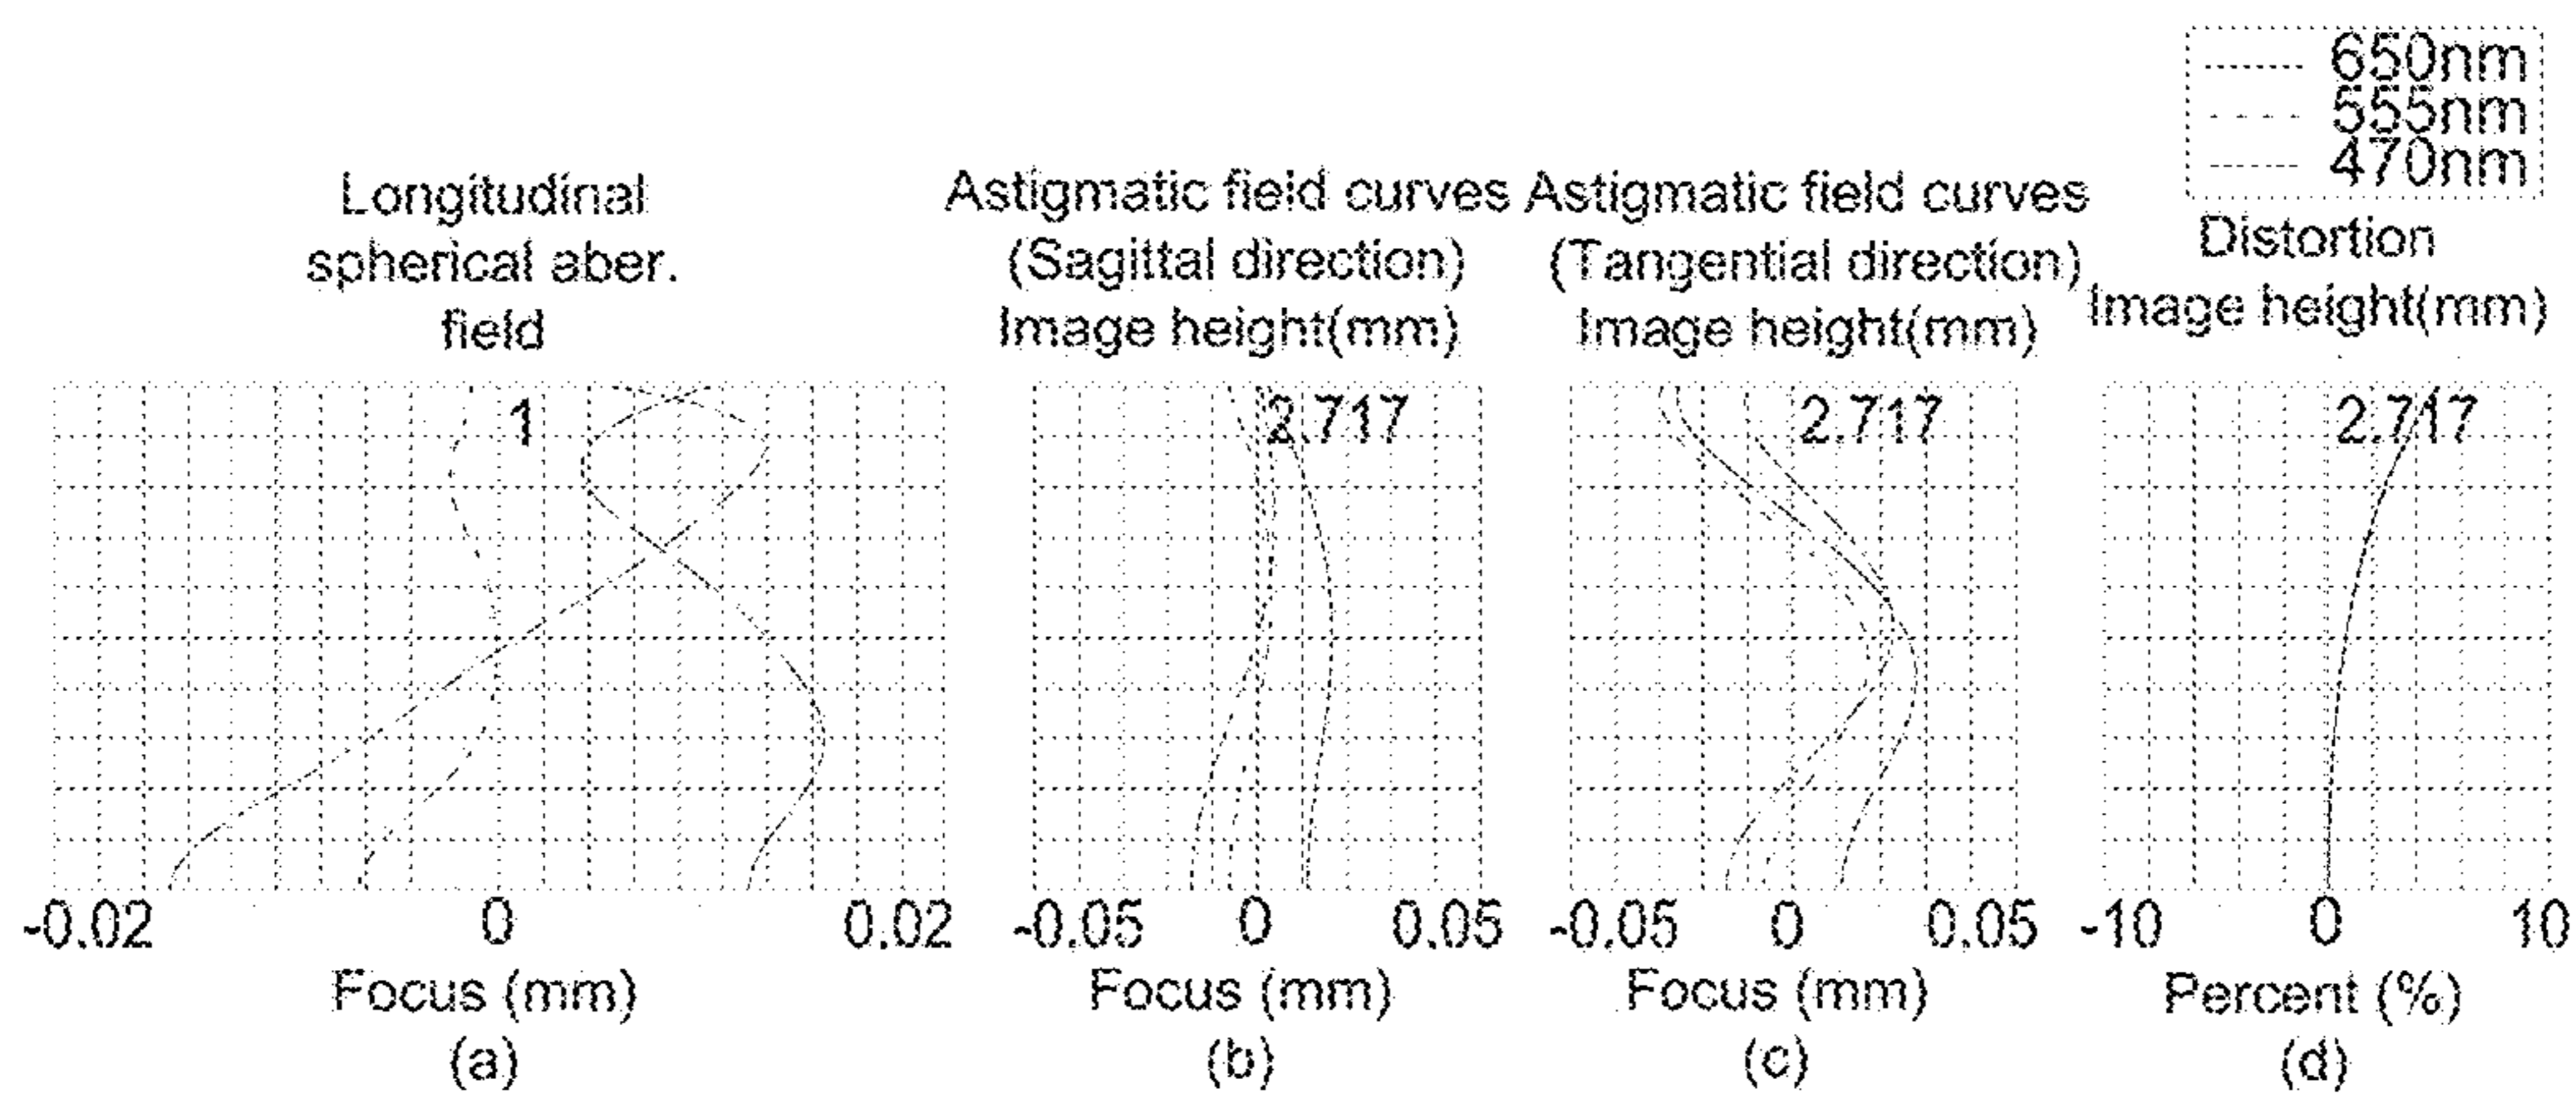 650nm
555nm
470nm
Longitudinal
spherical aber.
field
Astigmatic field curves
(Sagittal direction)
Image height(mm)
Astigmatic field curves
(Tangential direction)
Image height(mm)
Distortion
Image height(mm)
1
2.717
2.717
2.717
-0.02 0 0.02
-0.05 0 0.05
-0.05 0 0.05
-10 0 10
Focus (mm)
Focus (mm)
Focus (mm)
Percent (%)
(a)
(b)
(c)
(d)